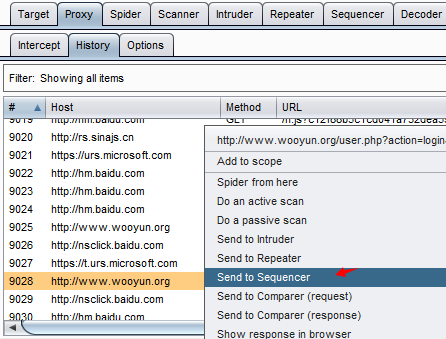 Target Proxy Spider Scanner Intruder Repeater Sequencer Decoder
Intercept History Options
Filter: Showing all items
# Host Method URL
9019 http://hm.baidu.com GET
9020 http://rs.sinajs.cn
9021 https://urs.microsoft.com
9022 http://hm.baidu.com
9023 http://hm.baidu.com
9024 http://hm.baidu.com
9025 http://www.wooyun.org
9026 http://nsclick.baidu.com
9027 https://t.urs.microsoft.com
9028 http://www.wooyun.org
9029 http://nsclick.baidu.com
9030 http://hm.baidu.com
http://www.wooyun.org/user.php?action=logina
Add to scope
Spider from here
Do an active scan
Do a passive scan
Send to Intruder
Send to Repeater
Send to Sequencer
Send to Comparer (request)
Send to Comparer (response)
Show response in browser